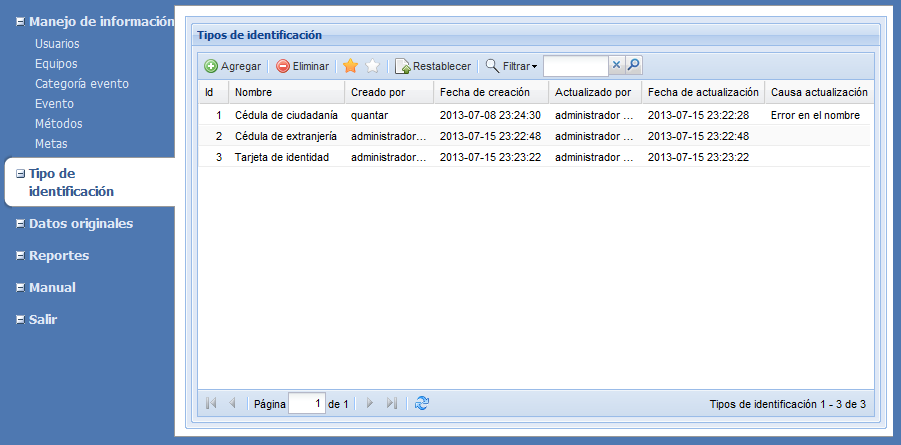 Manejo de información
Usuarios
Equipos
Categoría evento
Evento
Métodos
Metas
Tipo de
identificación
Datos originales
Reportes
Manual
Salir
Tipos de identificación
Agregar Eliminar Restablecer Filtrar
Id Nombre Creado por Fecha de creación Actualizado por Fecha de actualización Causa actualización
1 Cédula de ciudadanía quantar 2013-07-08 23:24:30 administrador ... 2013-07-15 23:22:28 Error en el nombre
2 Cédula de extranjería administrador... 2013-07-15 23:22:48 administrador ... 2013-07-15 23:22:48
3 Tarjeta de identidad administrador... 2013-07-15 23:23:22 administrador ... 2013-07-15 23:23:22
Página 1 de 1 Tipos de identificación 1 - 3 de 3